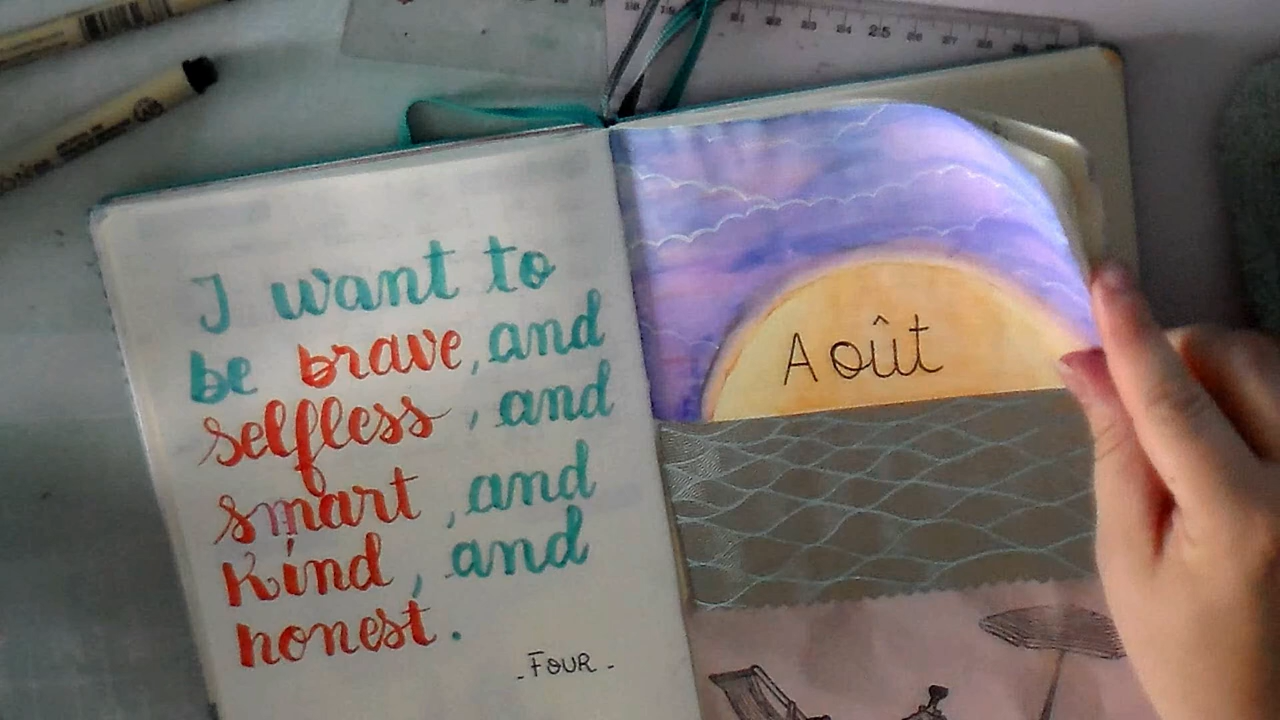 I want to
be brave, and
selfless, and
smart, and
kind, and
honest.
- FOUR -
Août